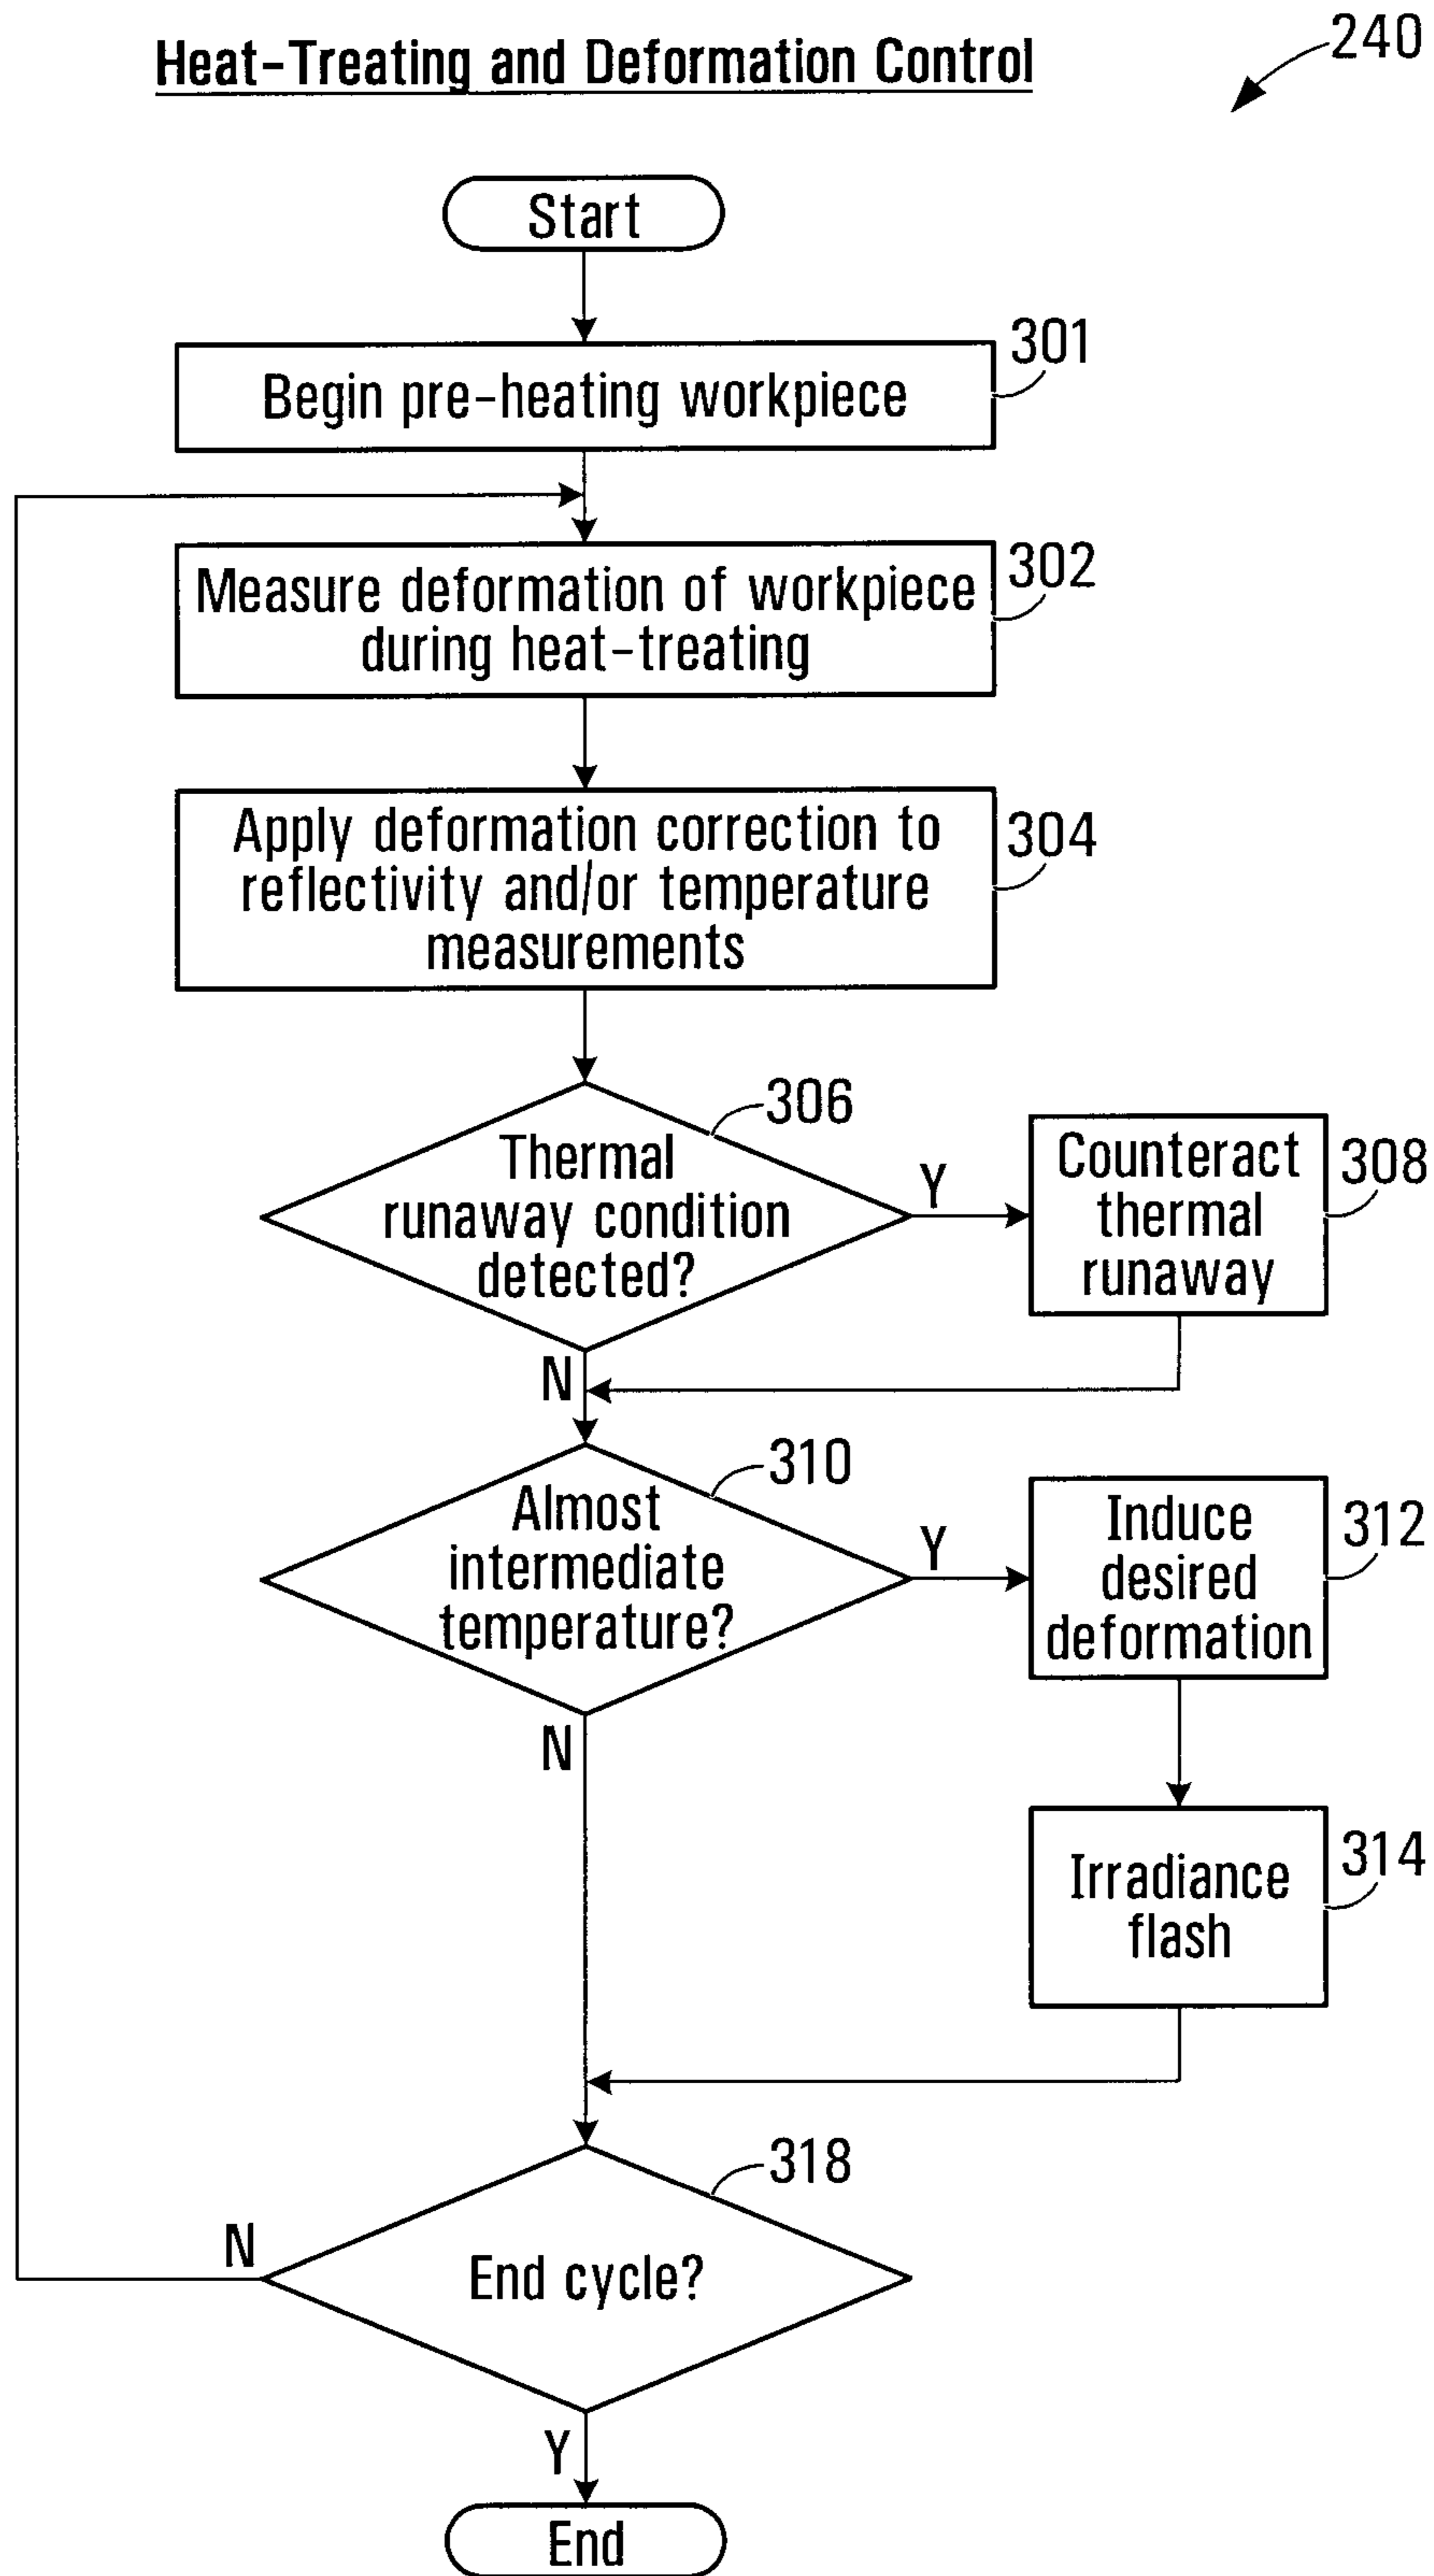 Heat-Treating and Deformation Control
240
Start
301
Begin pre-heating workpiece
302
Measure deformation of workpiece
during heat-treating
304
Apply deformation correction to
reflectivity and/or temperature
measurements
306
Thermal
runaway condition
detected?
Y
308
Counteract
thermal
runaway
N
310
Almost
intermediate
temperature?
Y
312
Induce
desired
deformation
N
314
Irradiance
flash
318
End cycle?
N
Y
End